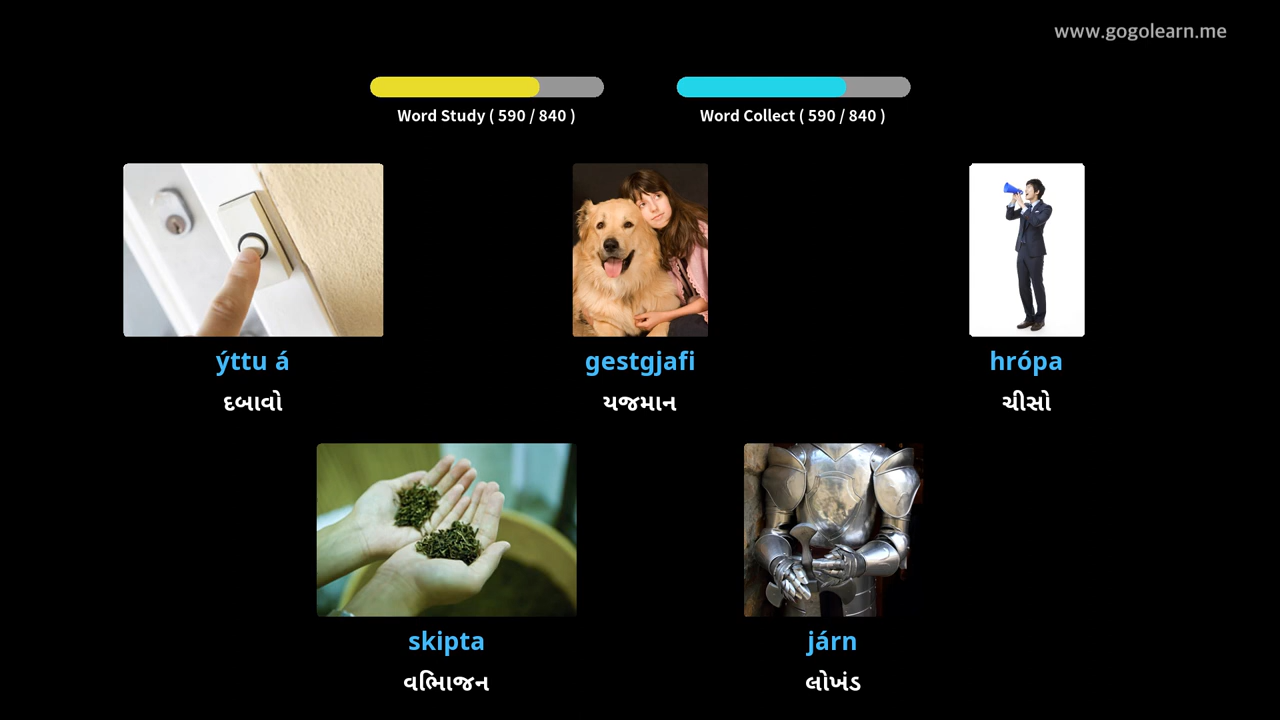 www.gogolearn.me
Word Study ( 590 / 840 )
Word Collect ( 590 / 840 )
ýttu á
દબાવો
gestgjafi
યજમાન
hrópa
ચીસો
skipta
વિભાજન
járn
લોખંડ